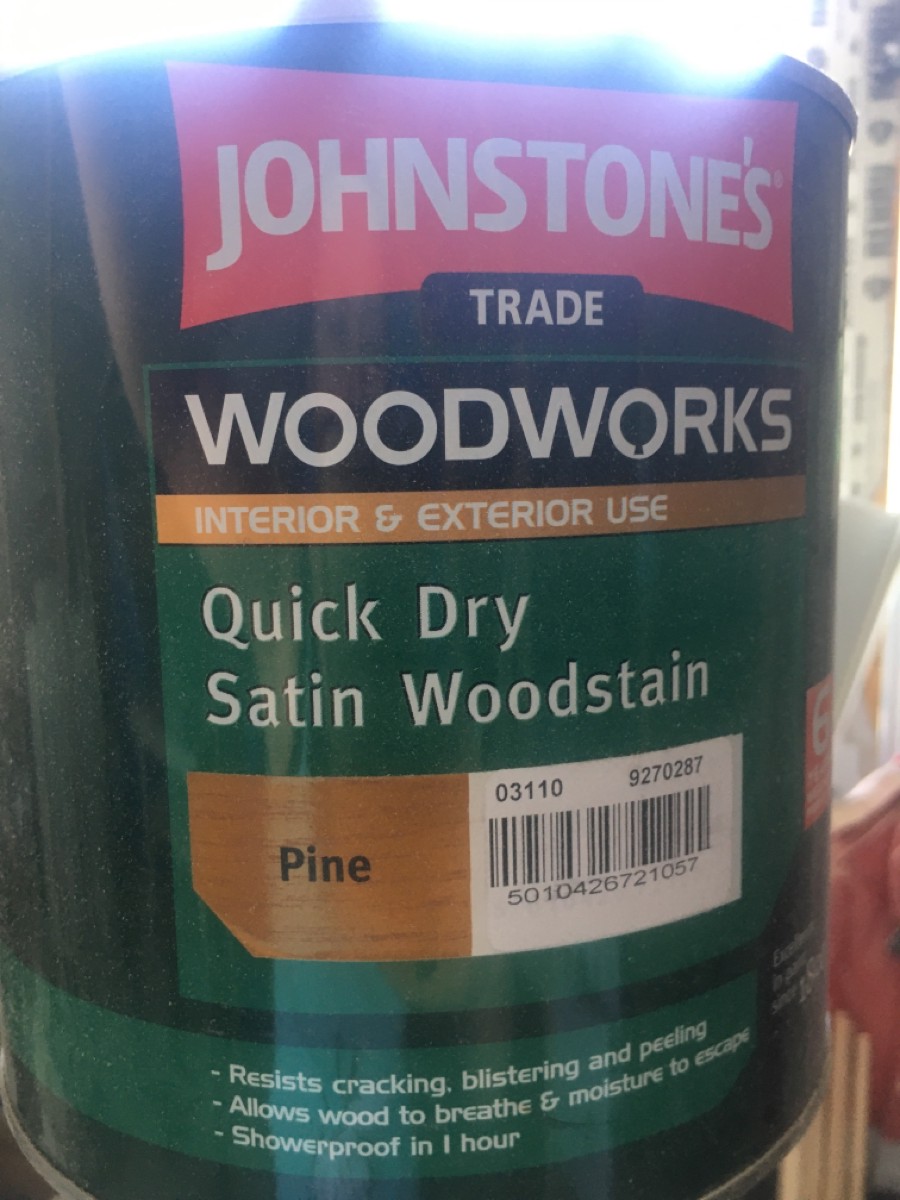 JOHNSTONE'S®
TRADE
WOODWORKS
INTERIOR & EXTERIOR USE
Quick Dry
Satin Woodstain
03110 9270287
Pine
5010426721057
6
- Resists cracking, blistering and peeling
- Allows wood to breathe & moisture to escape
- Showerproof in 1 hour